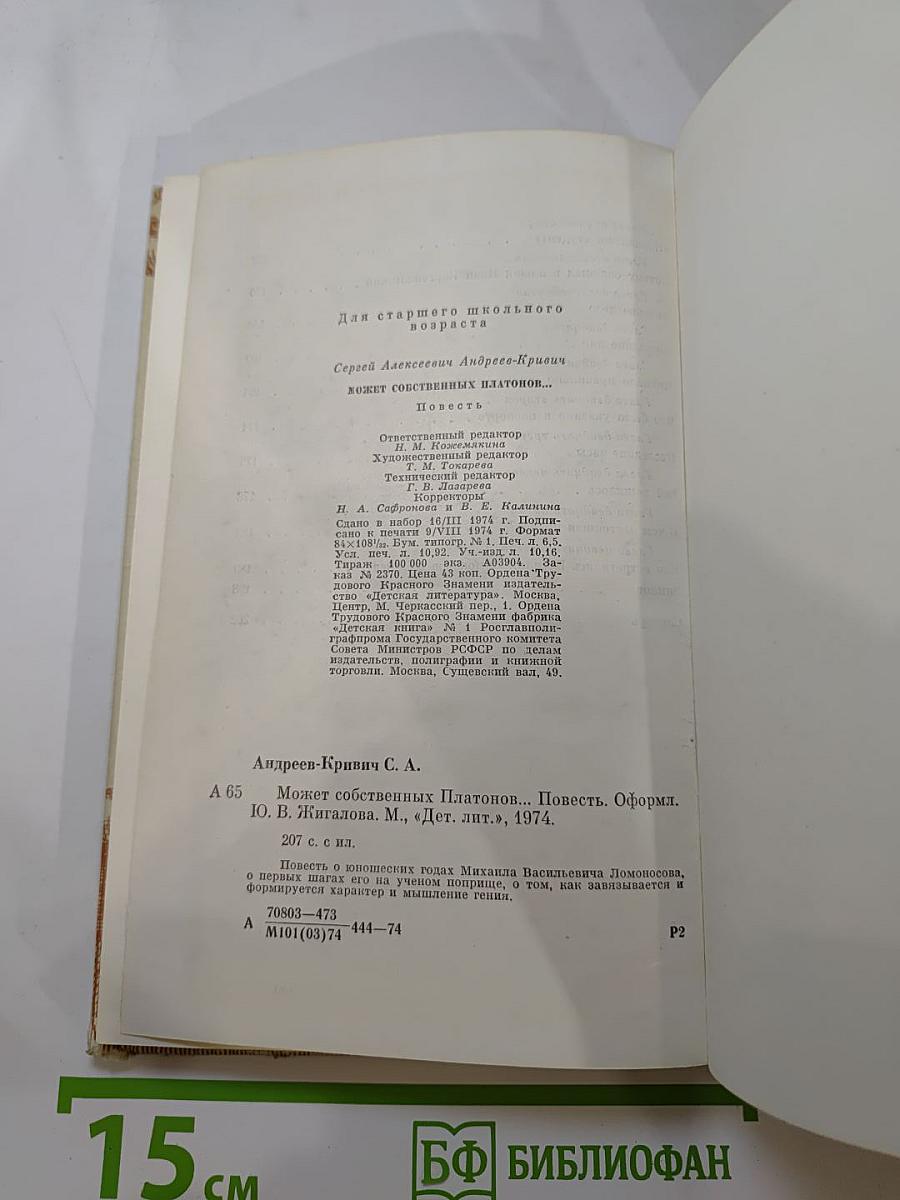 Для старшего школьного
возраста
Сергей Алексеевич Андреев-Кривич
МОЖЕТ СОБСТВЕННЫХ ПЛАТОНОВ...
Повесть
Ответственный редактор
Н. М. Кожемякина
Художественный редактор
Т. М. Токарева
Технический редактор
Г. В. Лазарева
Корректоры
Н. А. Сафронова и В. Е. Калинина
Сдано в набор 16/III 1974 г. Подпи-
сано к печати 9/VIII 1974 г. Формат
84×108 1/32. Бум. типогр. № 1. Печ. л. 6,5.
Усл. печ. л. 10,92. Уч.-изд. л. 10,16.
Тираж 100 000 экз. А03904. За-
каз № 2370. Цена 43 коп. Ордена Тру-
дового Красного Знамени издатель-
ство «Детская литература». Москва,
Центр, М. Черкасский пер., 1. Ордена
Трудового Красного Знамени фабрика
«Детская книга» № 1 Росглавполи-
графпрома Государственного комитета
Совета Министров РСФСР по делам
издательств, полиграфии и книжной
торговли. Москва, Сущевский вал, 49.
Андреев-Кривич С. А.
А 65 Может собственных Платонов... Повесть. Оформл.
Ю. В. Жигалова. М., «Дет. лит.», 1974.
207 с. с ил.
Повесть о юношеских годах Михаила Васильевича Ломоносова,
о первых шагах его на ученом поприще, о том, как завязывается и
формируется характер и мышление гения.
А 70803—473
М101(03)74 444—74 Р2
15 см
БФ БИБЛИОФАН